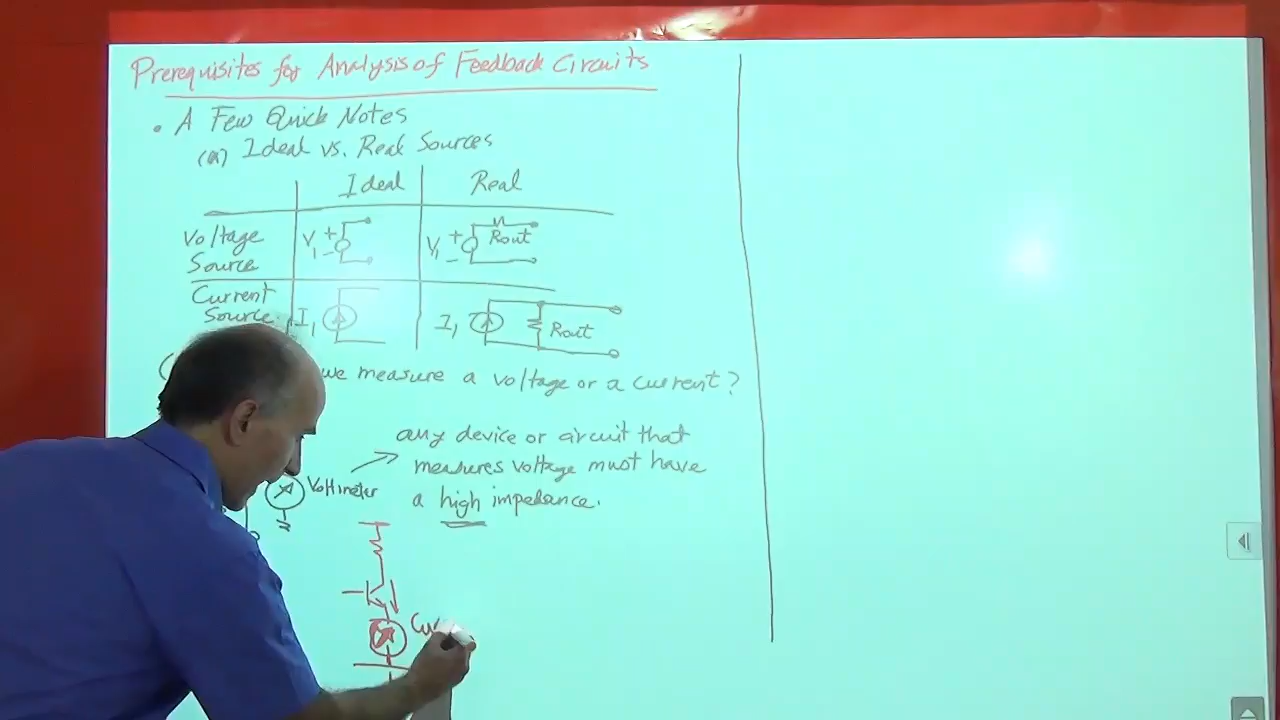 Prerequisites for Analysis of Feedback Circuits
• A Few Quick Notes
(a) Ideal vs. Real Sources
Ideal Real
Voltage Source V1 + - V1 + - Rout
Current Source I1 I1 Rout
( we measure a voltage or a current?
any device or circuit that
measures voltage must have
Voltmeter
a high impedance.
Cu